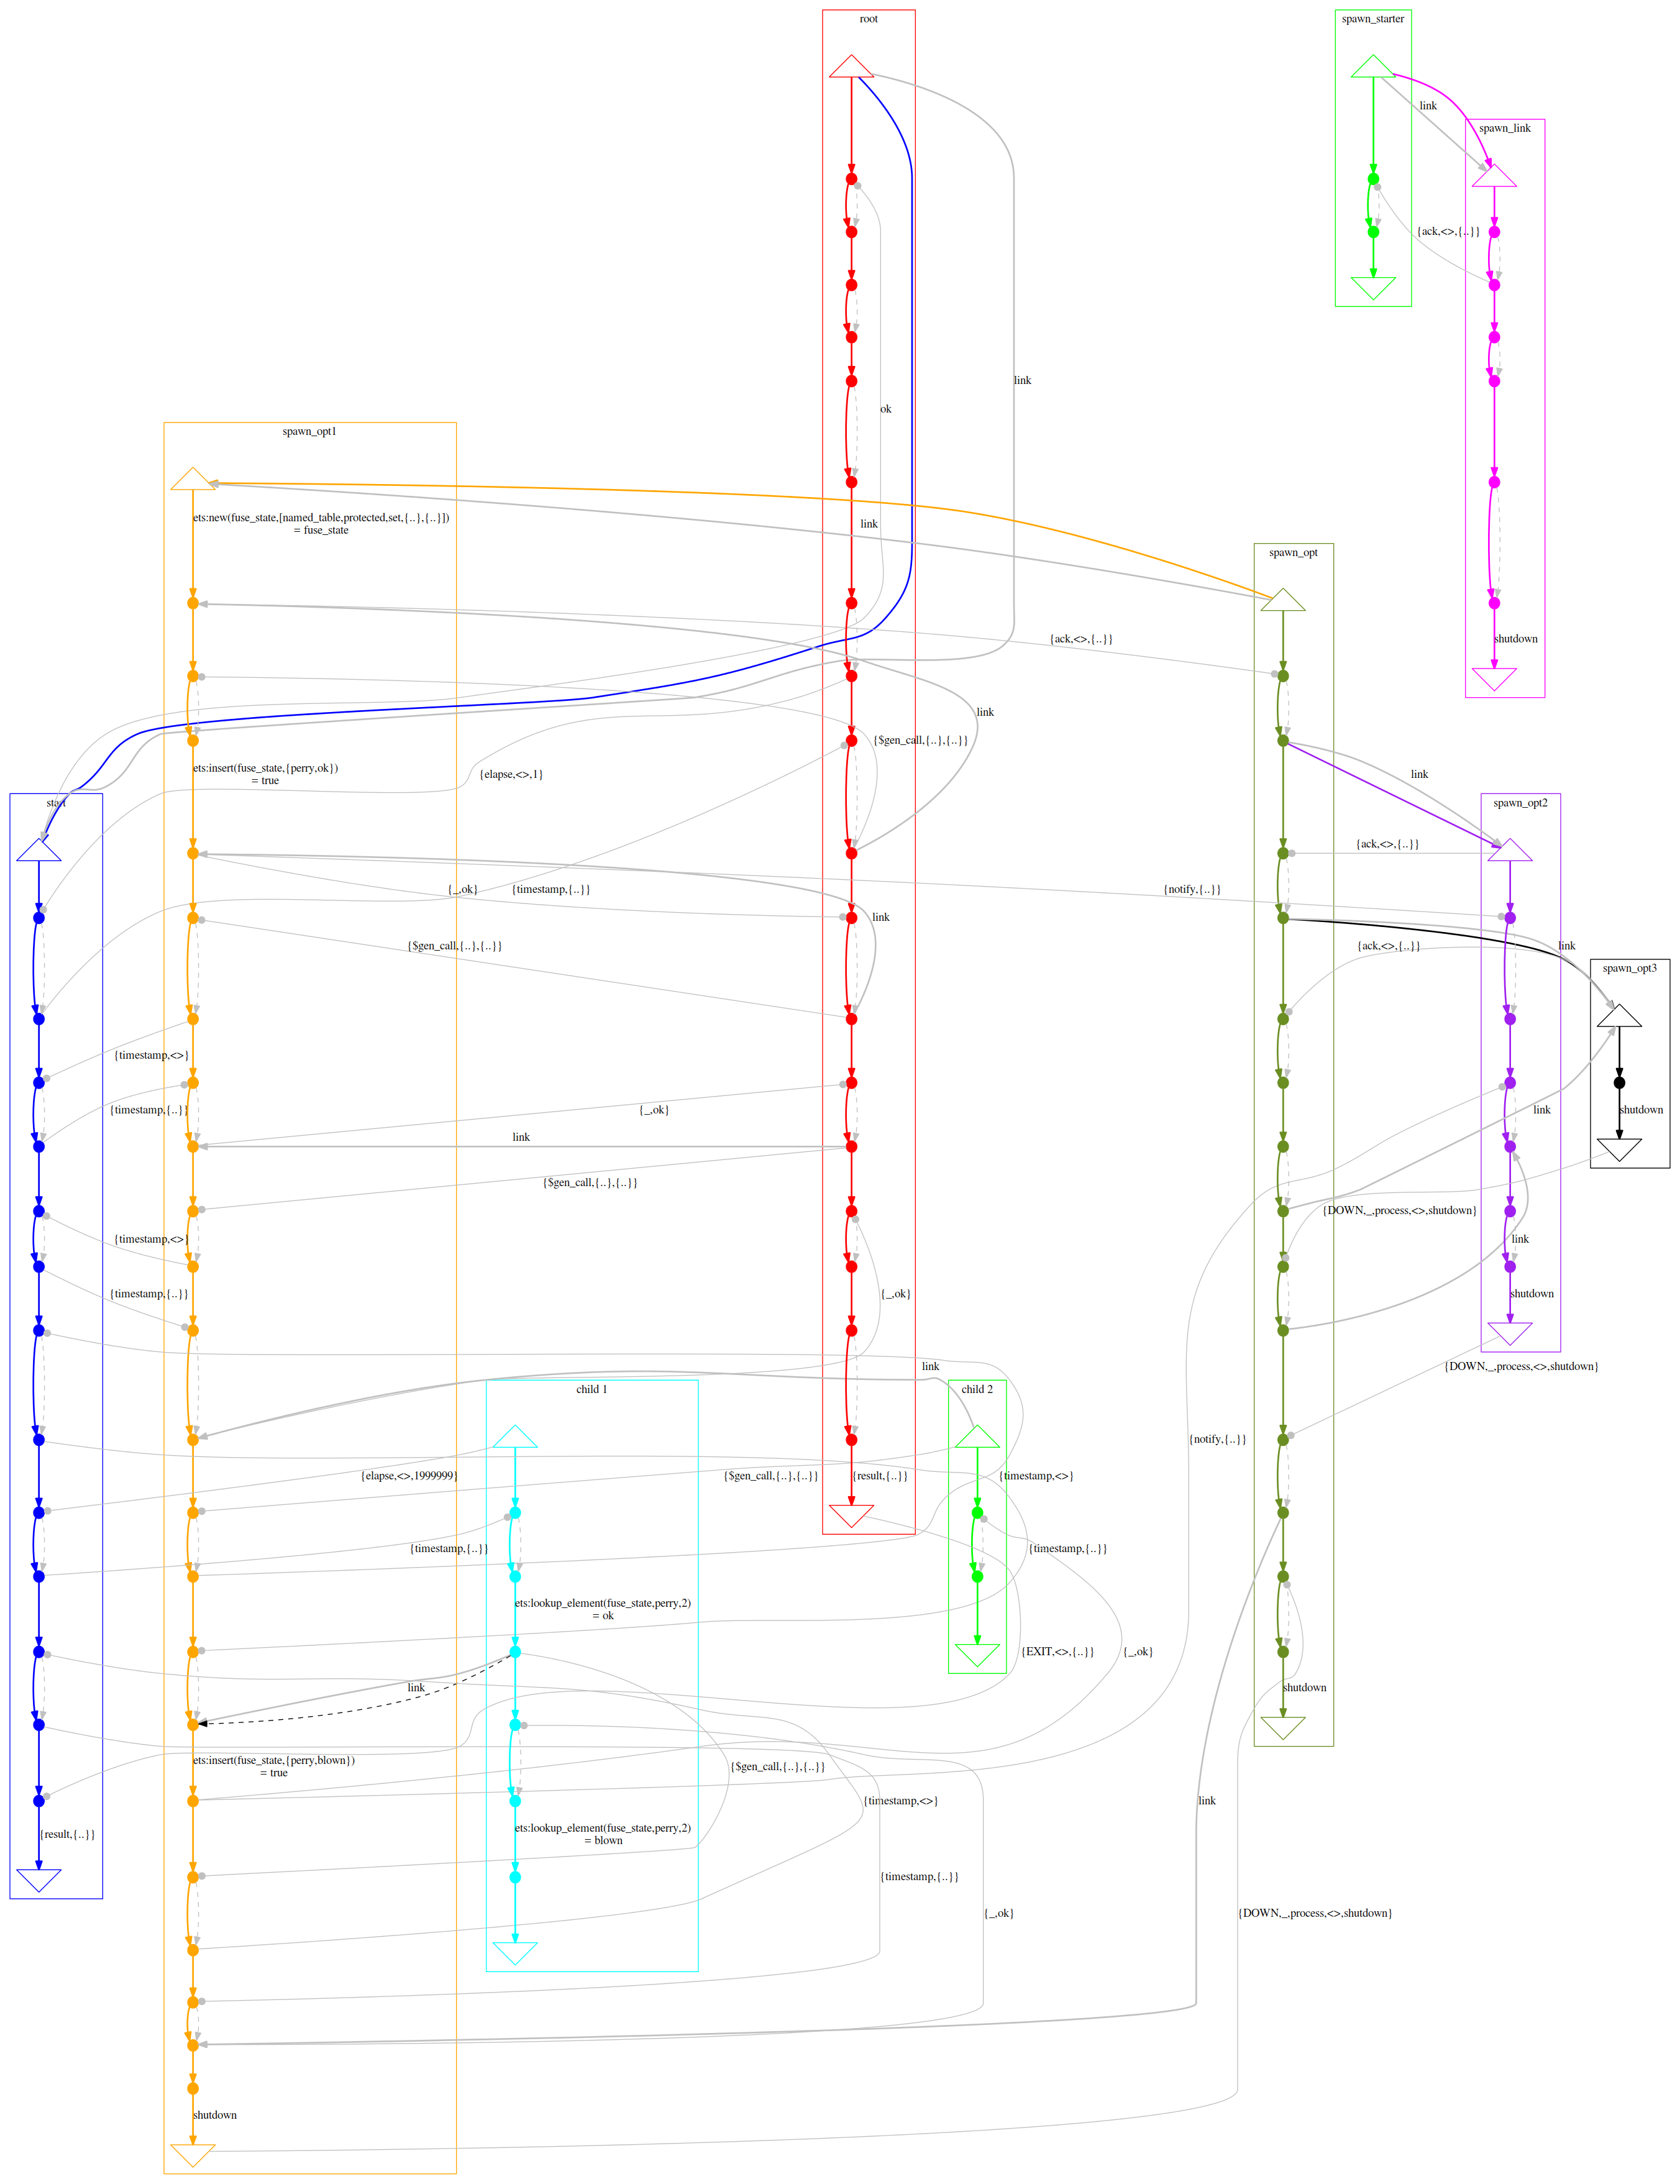 root
spawn_starter
link
spawn_link
{ack,<>,{..}}
link
ok
spawn_opt1
ets:new(fuse_state,[named_table,protected,set,{..},{..}])
= fuse_state
link
spawn_opt
{ack,<>,{..}}
shutdown
link
{$gen_call,{..},{..}}
ets:insert(fuse_state,{perry,ok})
= true
{elapse,<>,1}
link
start
spawn_opt2
{ack,<>,{..}}
{_,ok}
{timestamp,{..}}
{notify,{..}}
link
{$gen_call,{..},{..}}
{ack,<>,{..}}
link
spawn_opt3
{timestamp,<>}
{timestamp,{..}}
{_,ok}
link
shutdown
link
{$gen_call,{..},{..}}
{DOWN,_,process,<>,shutdown}
{timestamp,<>}
link
{timestamp,{..}}
{_,ok}
shutdown
link
{DOWN,_,process,<>,shutdown}
child 1
child 2
{notify,{..}}
{elapse,<>,1999999}
{$gen_call,{..},{..}}
{result,{..}}
{timestamp,<>}
{timestamp,{..}}
{timestamp,{..}}
ets:lookup_element(fuse_state,perry,2)
= ok
{EXIT,<>,{..}}
{_,ok}
link
shutdown
ets:insert(fuse_state,{perry,blown})
= true
{$gen_call,{..},{..}}
{timestamp,<>}
link
{result,{..}}
ets:lookup_element(fuse_state,perry,2)
= blown
{timestamp,{..}}
{_,ok}
{DOWN,_,process,<>,shutdown}
shutdown